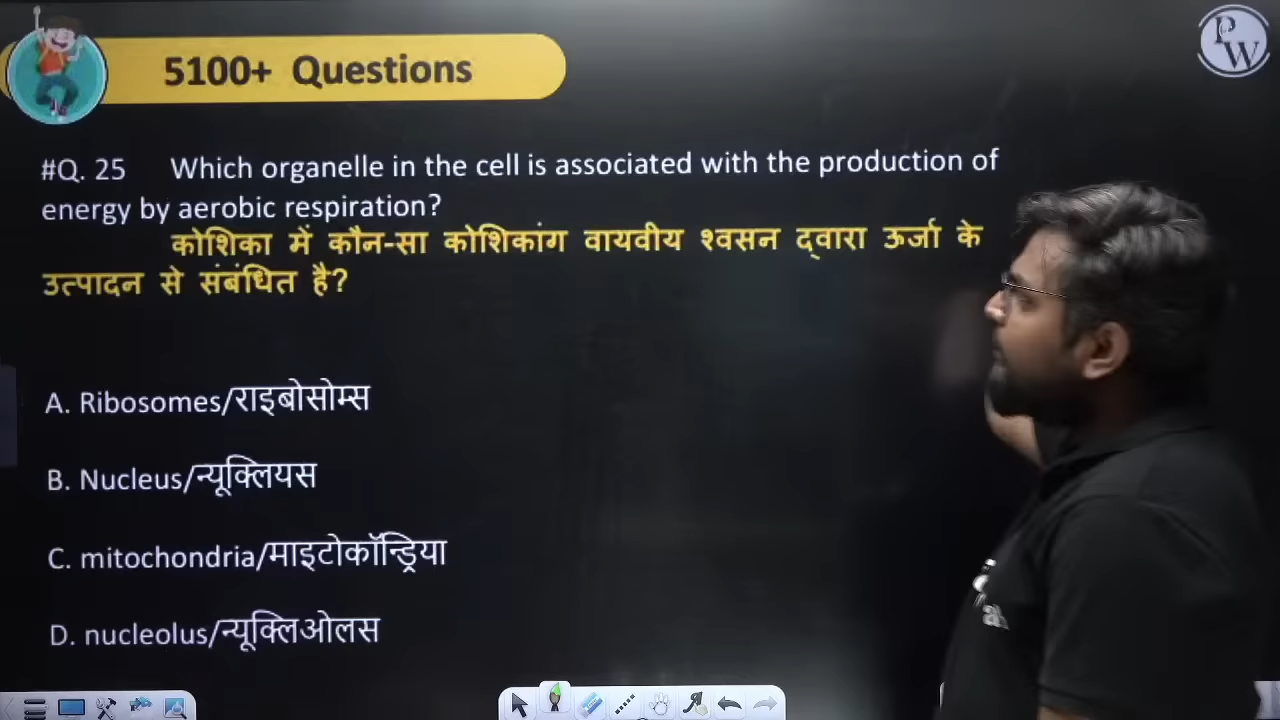 5100+ Questions
PW
#Q. 25 Which organelle in the cell is associated with the production of
energy by aerobic respiration?
कोशिका में कौन-सा कोशिकांग वायवीय श्वसन द्वारा ऊर्जा के
उत्पादन से संबंधित है?
A. Ribosomes/राइबोसोम्स
B. Nucleus/न्यूक्लियस
C. mitochondria/माइटोकॉन्ड्रिया
D. nucleolus/न्यूक्लिओलस